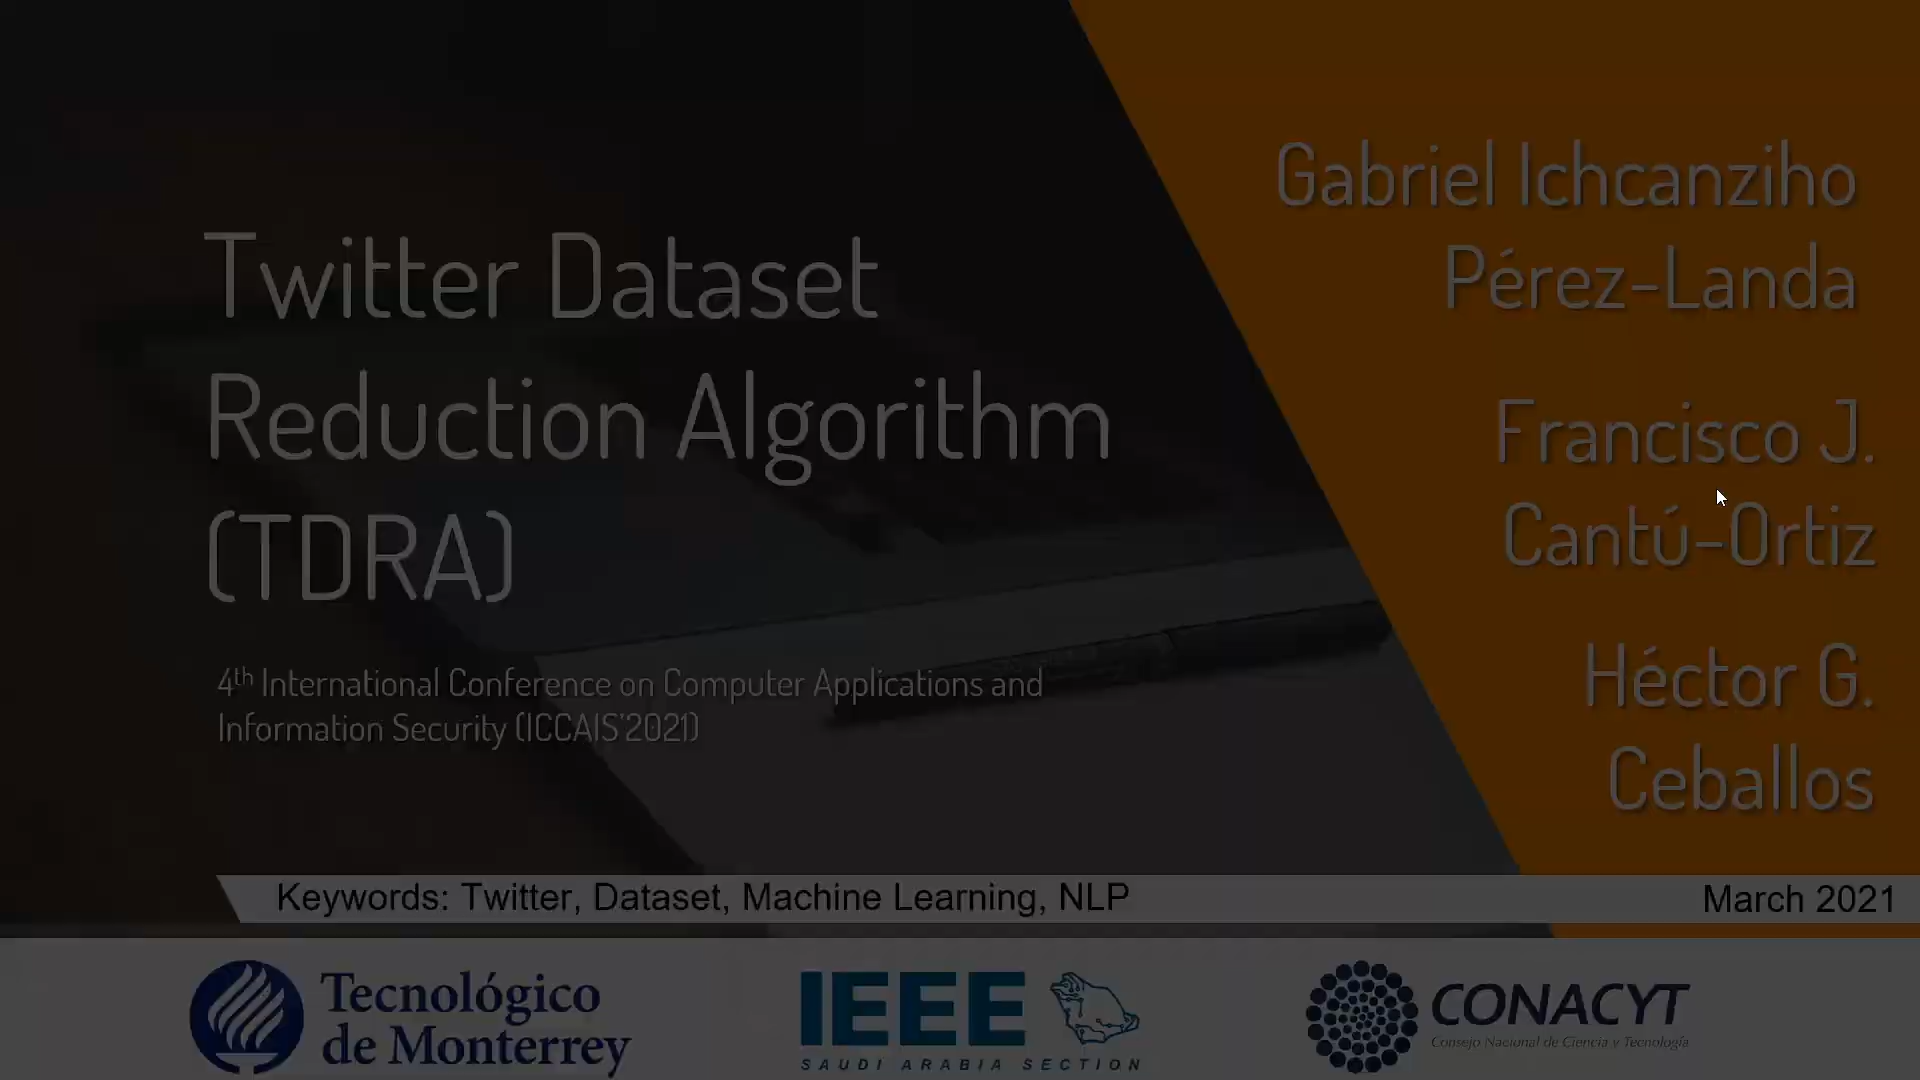 Twitter Dataset
Reduction Algorithm
(TDRA)
4th International Conference on Computer Applications and
Information Security (ICCAIS'2021)
Gabriel Ichcanziho
Pérez-Landa
Francisco J.
Cantú-Ortiz
Héctor G.
Ceballos
Keywords: Twitter, Dataset, Machine Learning, NLP
March 2021
Tecnológico
de Monterrey
IEEE
SAUDI ARABIA SECTION
CONACYT
Consejo Nacional de Ciencia y Tecnología